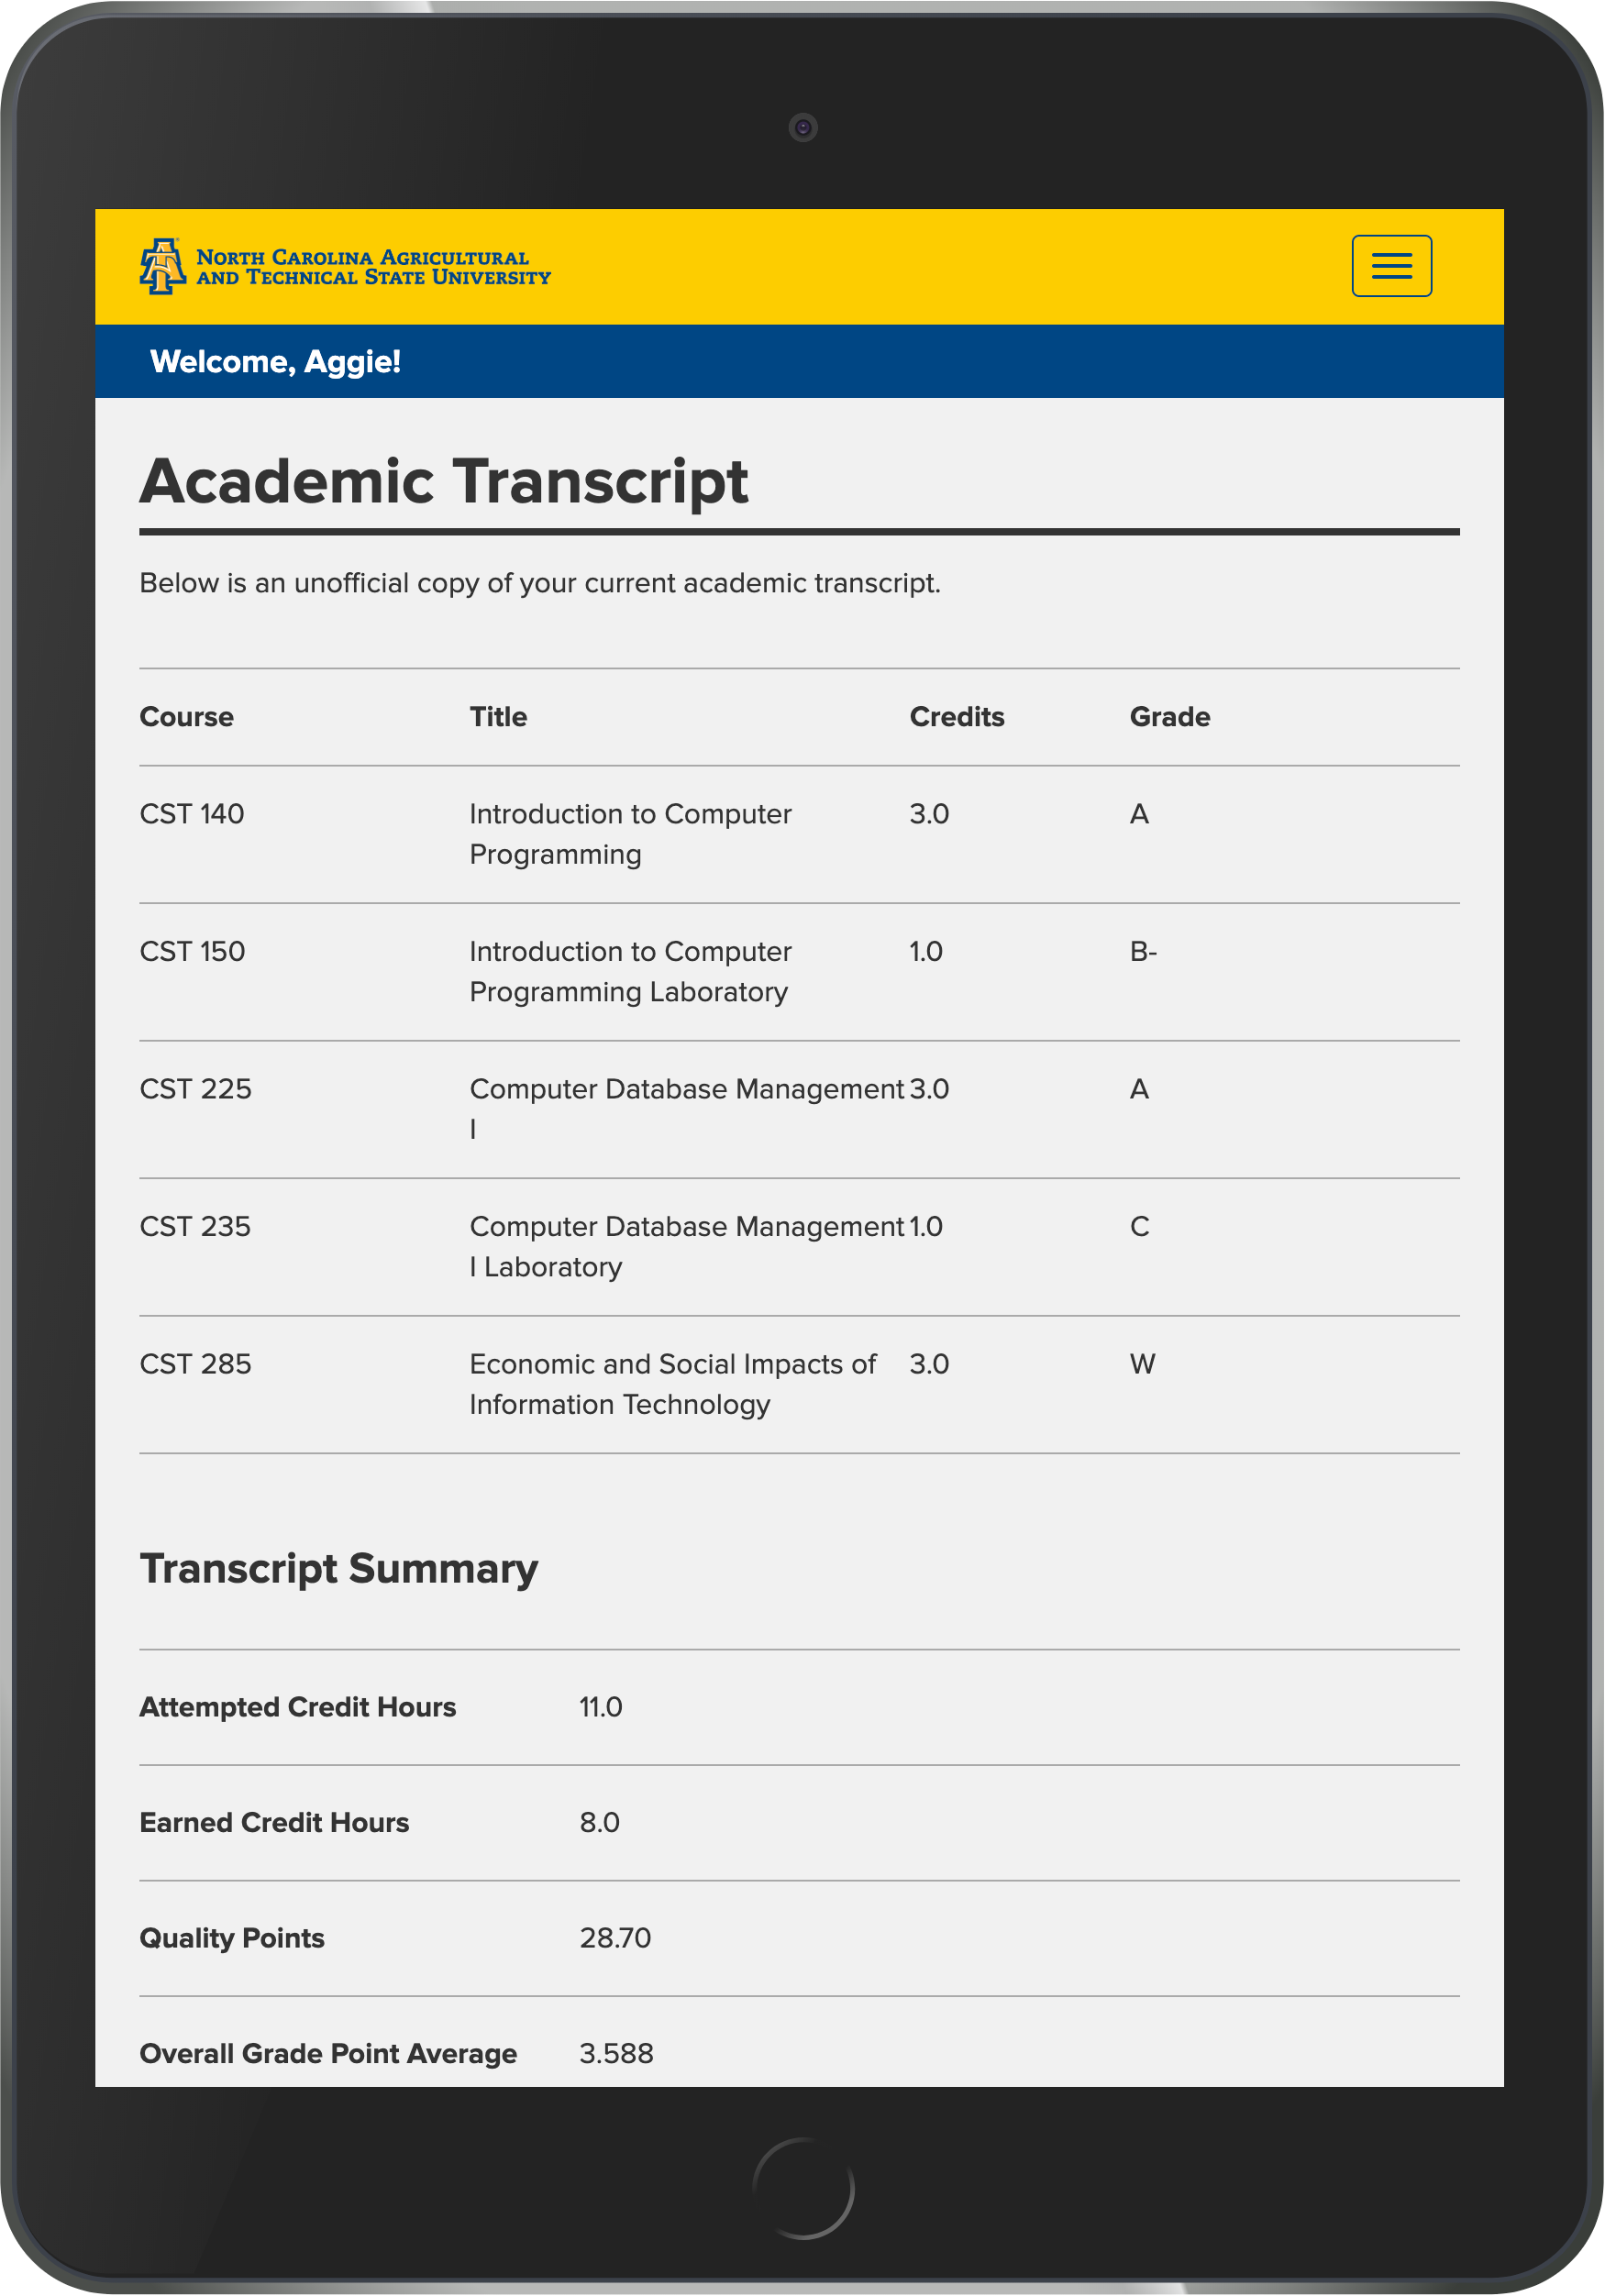 North Carolina Agricultural
and Technical State University
Welcome, Aggie!
Academic Transcript
Below is an unofficial copy of your current academic transcript.
Course Title Credits Grade
CST 140 Introduction to Computer 3.0 A
Programming
CST 150 Introduction to Computer 1.0 B-
Programming Laboratory
CST 225 Computer Database Management 3.0 A
I
CST 235 Computer Database Management 1.0 C
I Laboratory
CST 285 Economic and Social Impacts of 3.0 W
Information Technology
Transcript Summary
Attempted Credit Hours 11.0
Earned Credit Hours 8.0
Quality Points 28.70
Overall Grade Point Average 3.588